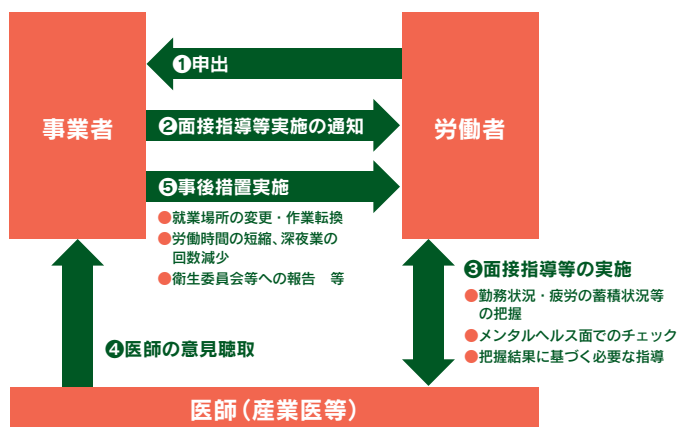 事業者
労働者
❶申出
❷面接指導等実施の通知
❺事後措置実施
●就業場所の変更・作業転換
●労働時間の短縮、深夜業の
回数減少
●衛生委員会等への報告　等
❸面接指導等の実施
●勤務状況・疲労の蓄積状況等
の把握
●メンタルヘルス面でのチェック
●把握結果に基づく必要な指導
❹医師の意見聴取
医師（産業医等）